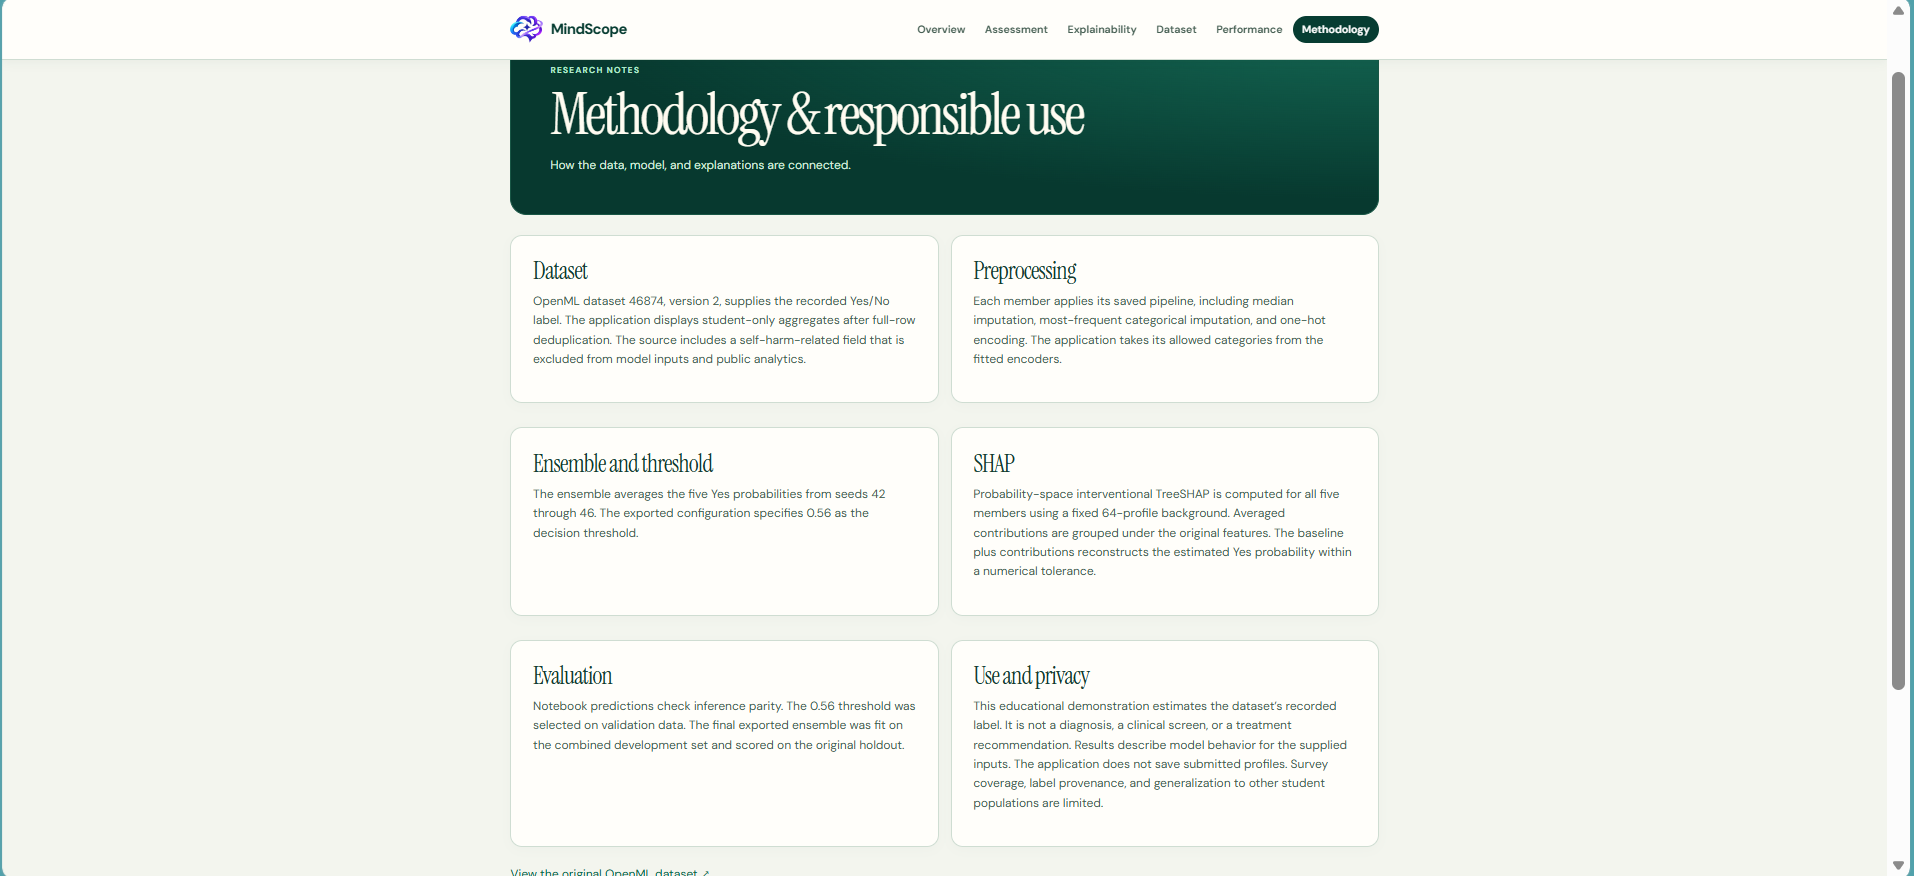 MindScope
Overview Assessment Explainability Dataset Performance Methodology
RESEARCH NOTES
Methodology & responsible use
How the data, model, and explanations are connected.
Dataset
OpenML dataset 46874, version 2, supplies the recorded Yes/No
label. The application displays student-only aggregates after full-row
deduplication. The source includes a self-harm-related field that is
excluded from model inputs and public analytics.
Preprocessing
Each member applies its saved pipeline, including median
imputation, most-frequent categorical imputation, and one-hot
encoding. The application takes its allowed categories from the
fitted encoders.
Ensemble and threshold
The ensemble averages the five Yes probabilities from seeds 42
through 46. The exported configuration specifies 0.56 as the
decision threshold.
SHAP
Probability-space interventional TreeSHAP is computed for all five
members using a fixed 64-profile background. Averaged
contributions are grouped under the original features. The baseline
plus contributions reconstructs the estimated Yes probability within
a numerical tolerance.
Evaluation
Notebook predictions check inference parity. The 0.56 threshold was
selected on validation data. The final exported ensemble was fit on
the combined development set and scored on the original holdout.
Use and privacy
This educational demonstration estimates the dataset's recorded
label. It is not a diagnosis, a clinical screen, or a treatment
recommendation. Results describe model behavior for the supplied
inputs. The application does not save submitted profiles. Survey
coverage, label provenance, and generalization to other student
populations are limited.
View the original OpenML dataset ↗